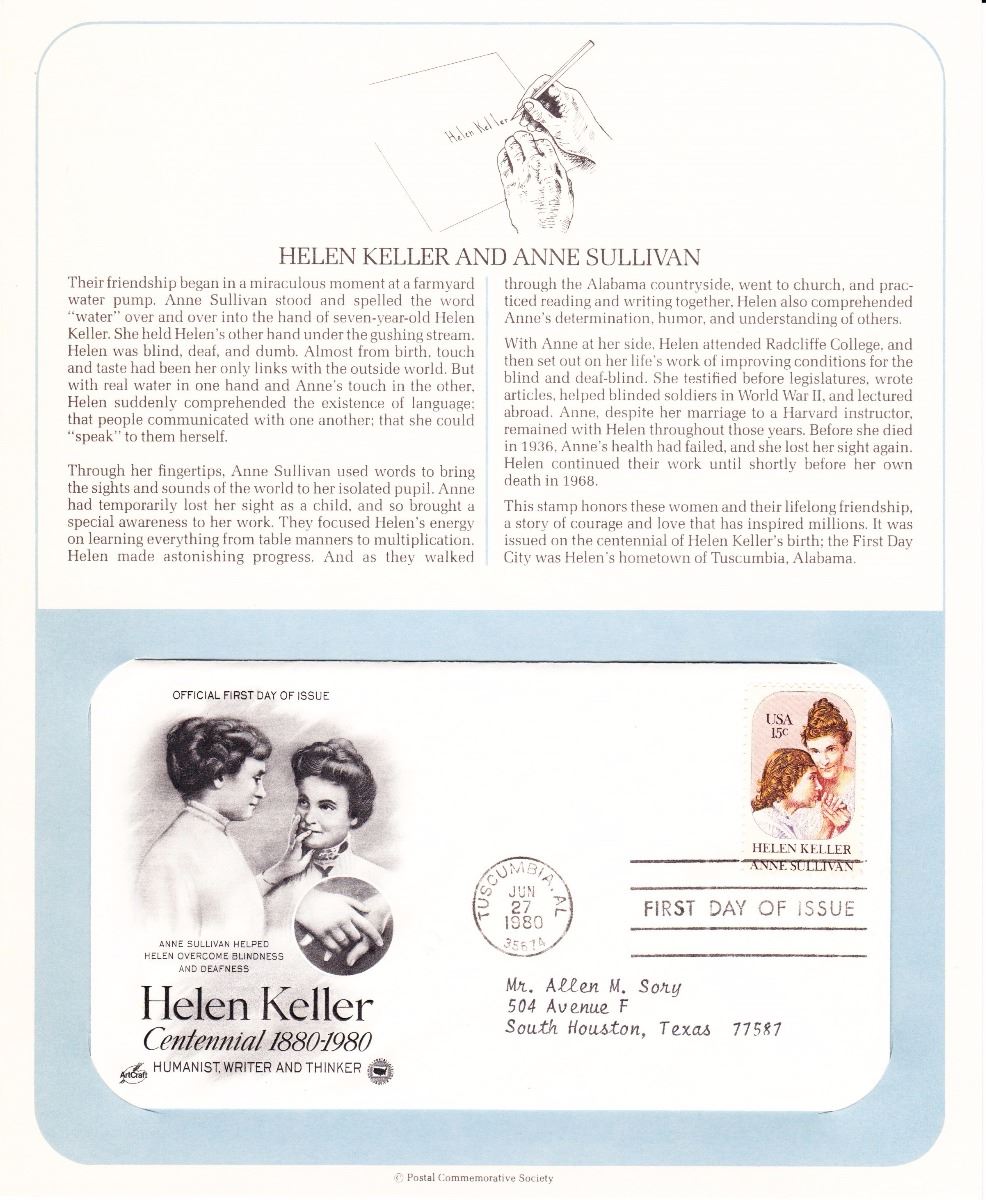 Helen Keller
HELEN KELLER AND ANNE SULLIVAN
Their friendship began in a miraculous moment at a farmyard
water pump. Anne Sullivan stood and spelled the word
“water” over and over into the hand of seven-year-old Helen
Keller. She held Helen's other hand under the gushing stream.
Helen was blind, deaf, and dumb. Almost from birth, touch
and taste had been her only links with the outside world. But
with real water in one hand and Anne's touch in the other,
Helen suddenly comprehended the existence of language;
that people communicated with one another; that she could
“speak” to them herself.
Through her fingertips, Anne Sullivan used words to bring
the sights and sounds of the world to her isolated pupil. Anne
had temporarily lost her sight as a child, and so brought a
special awareness to her work. They focused Helen's energy
on learning everything from table manners to multiplication.
Helen made astonishing progress. And as they walked
through the Alabama countryside, went to church, and prac-
ticed reading and writing together, Helen also comprehended
Anne's determination, humor, and understanding of others.
With Anne at her side, Helen attended Radcliffe College, and
then set out on her life's work of improving conditions for the
blind and deaf-blind. She testified before legislatures, wrote
articles, helped blinded soldiers in World War II, and lectured
abroad. Anne, despite her marriage to a Harvard instructor,
remained with Helen throughout those years. Before she died
in 1936, Anne's health had failed, and she lost her sight again.
Helen continued their work until shortly before her own
death in 1968.
This stamp honors these women and their lifelong friendship,
a story of courage and love that has inspired millions. It was
issued on the centennial of Helen Keller's birth; the First Day
City was Helen's hometown of Tuscumbia, Alabama.
OFFICIAL FIRST DAY OF ISSUE
USA
15c
HELEN KELLER
ANNE SULLIVAN
TUSCUMBIA, AL
JUN
27
1980
35674
FIRST DAY OF ISSUE
ANNE SULLIVAN HELPED
HELEN OVERCOME BLINDNESS
AND DEAFNESS
Helen Keller
Centennial 1880-1980
HUMANIST, WRITER AND THINKER
ArtCraft
Mr. Allen M. Sory
504 Avenue F
South Houston, Texas 77587
© Postal Commemorative Society